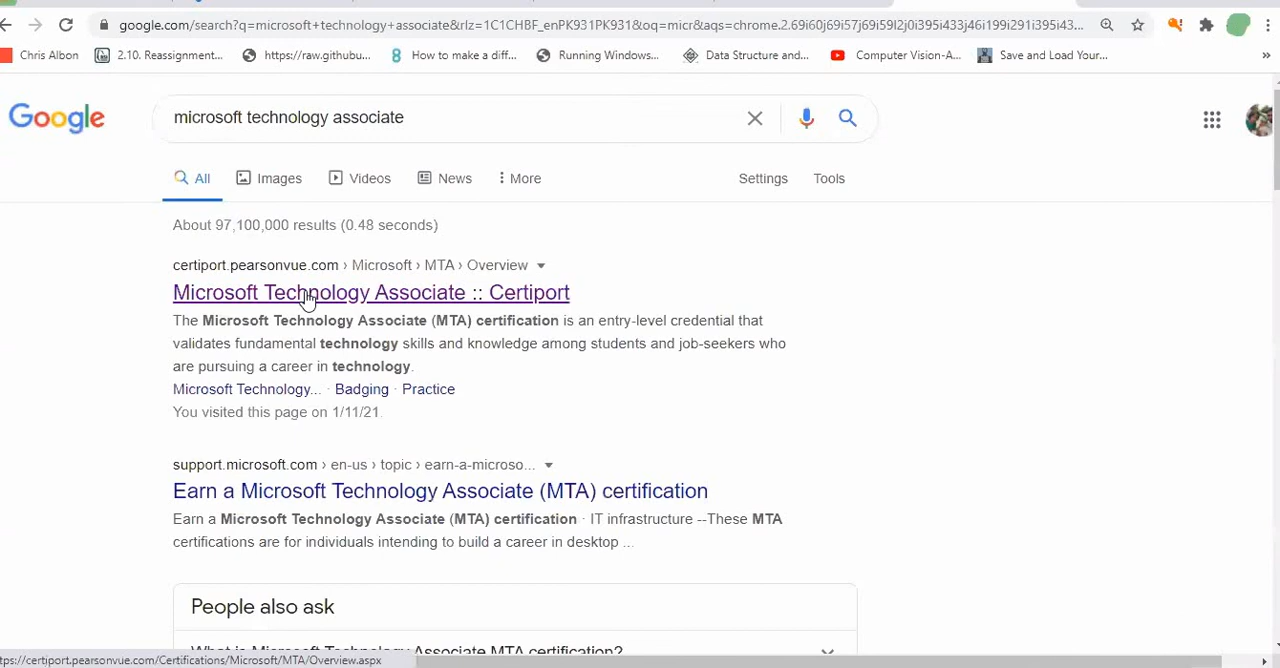 google.com/search?q=microsoft+technology+associate&rlz=1C1CHBF_enPK931PK931&oq=micr&aqs=chrome.2.69i60j69i57j69i59l2j0i395i433j46i199i291i395i43...
Chris Albon 2.10. Reassignment... https://raw.githubu... How to make a diff... Running Windows... Data Structure and... Computer Vision-A... Save and Load Your... »
Google
microsoft technology associate
All Images Videos News More Settings Tools
About 97,100,000 results (0.48 seconds)
certiport.pearsonvue.com › Microsoft › MTA › Overview
Microsoft Technology Associate :: Certiport
The Microsoft Technology Associate (MTA) certification is an entry-level credential that
validates fundamental technology skills and knowledge among students and job-seekers who
are pursuing a career in technology.
Microsoft Technology... · Badging · Practice
You visited this page on 1/11/21.
support.microsoft.com › en-us › topic › earn-a-microso...
Earn a Microsoft Technology Associate (MTA) certification
Earn a Microsoft Technology Associate (MTA) certification · IT infrastructure --These MTA
certifications are for individuals intending to build a career in desktop ...
People also ask
What is Microsoft Technology Associate MTA certification?
ttps://certiport.pearsonvue.com/Certifications/Microsoft/MTA/Overview.aspx